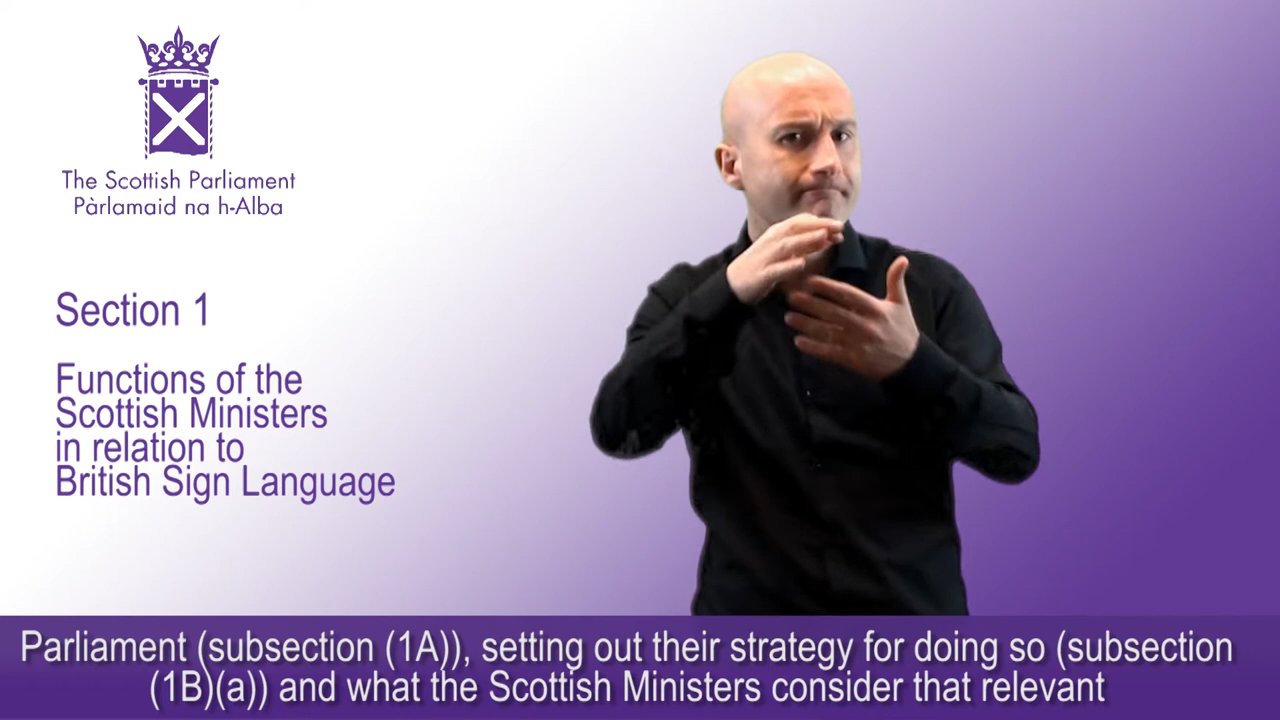 The Scottish Parliament
Pàrlamaid na h-Alba
Section 1
Functions of the
Scottish Ministers
in relation to
British Sign Language
Parliament (subsection (1A)), setting out their strategy for doing so (subsection
(1B)(a)) and what the Scottish Ministers consider that relevant